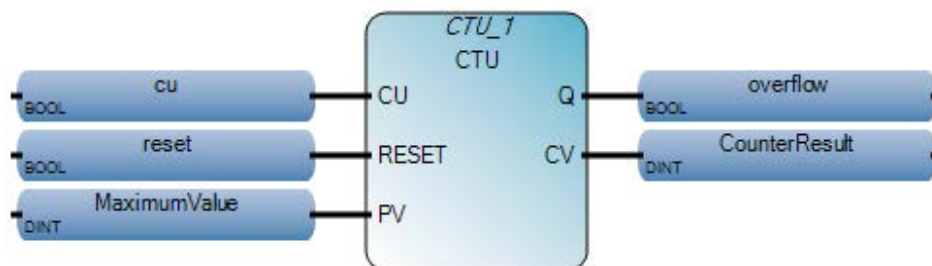 CTU_1
CTU
cu
BOOL
CU
Q
overflow
BOOL
reset
BOOL
RESET
CV
CounterResult
DINT
MaximumValue
DINT
PV